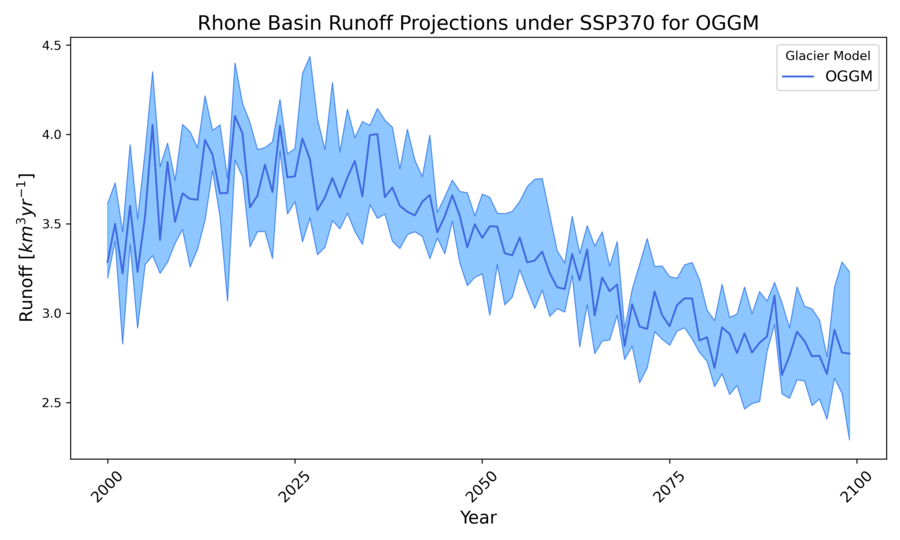 Rhone Basin Runoff Projections under SSP370 for OGGM
Glacier Model
OGGM
Runoff [km³yr⁻¹]
4.5
4.0
3.5
3.0
2.5
2000
2025
2050
2075
2100
Year